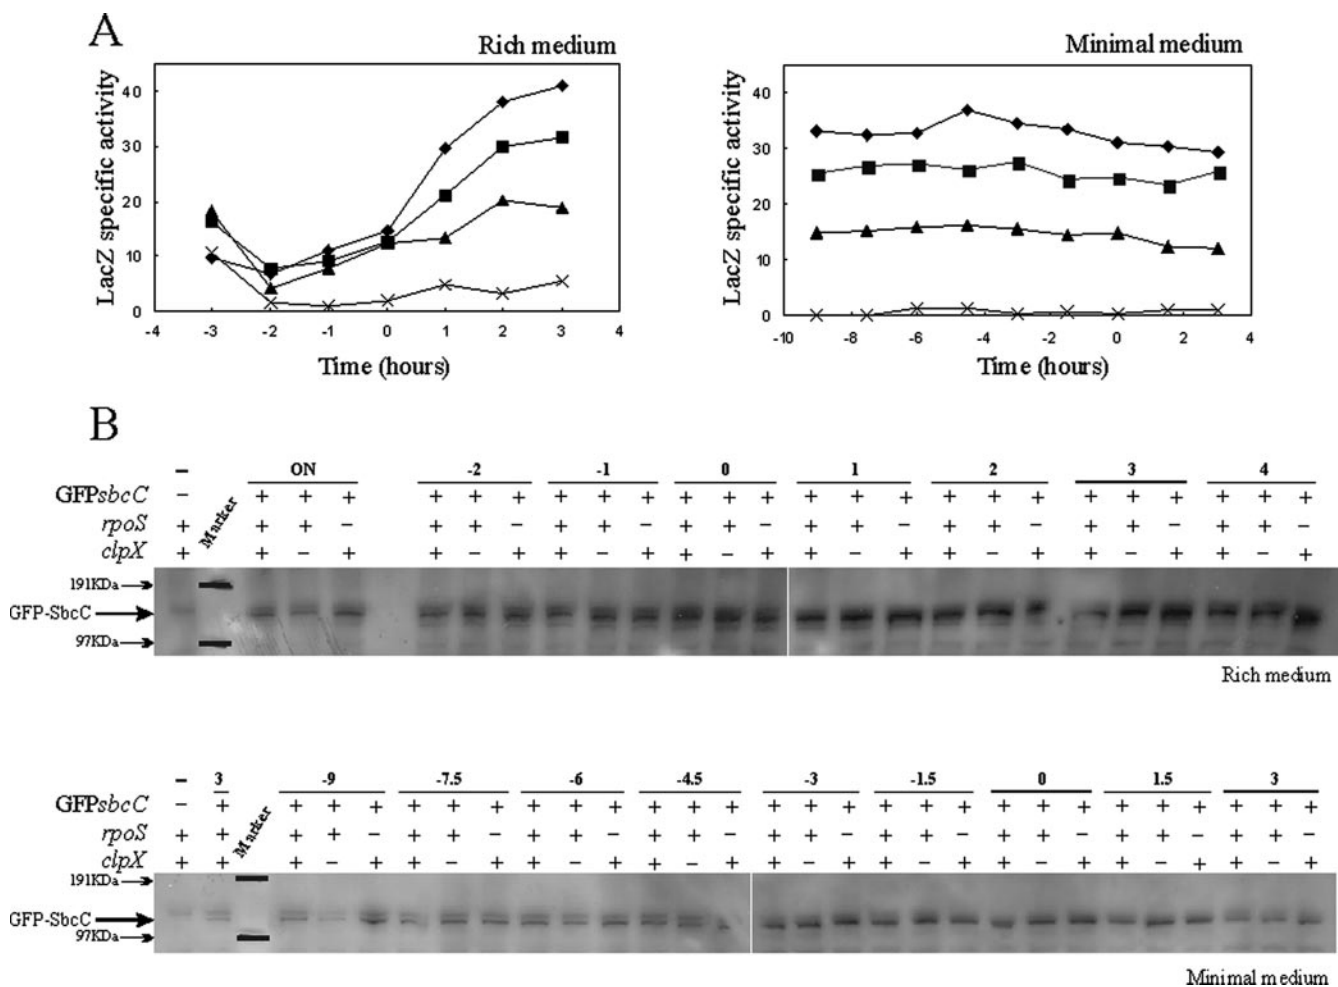 A
Rich medium
LacZ specific activity
40
30
20
10
0
-4 -3 -2 -1 0 1 2 3 4
Time (hours)
Minimal medium
LacZ specific activity
40
30
20
10
0
-10 -8 -6 -4 -2 0 2 4
Time (hours)
B
– ON -2 -1 0 1 2 3 4
GFPsbcC – + + + + + + + + + + + + + + + + + + + + + + + +
Marker
rpoS + + + – + + – + + – + + – + + – + + – + + – + + –
clpX + + – + + – + + – + + – + + – + + – + + – + + – +
191KDa
GFP-SbcC
97KDa
Rich medium
– 3 -9 -7.5 -6 -4.5 -3 -1.5 0 1.5 3
GFPsbcC – + + + + + + + + + + + + + + + + + + + + + + + + + + + +
Marker
rpoS + + + + – + + – + + – + + – + + – + + – + + – + + – + + –
clpX + + + – + + – + + – + + – + + – + + – + + – + + – + + – +
191KDa
GFP-SbcC
97KDa
Minimal medium